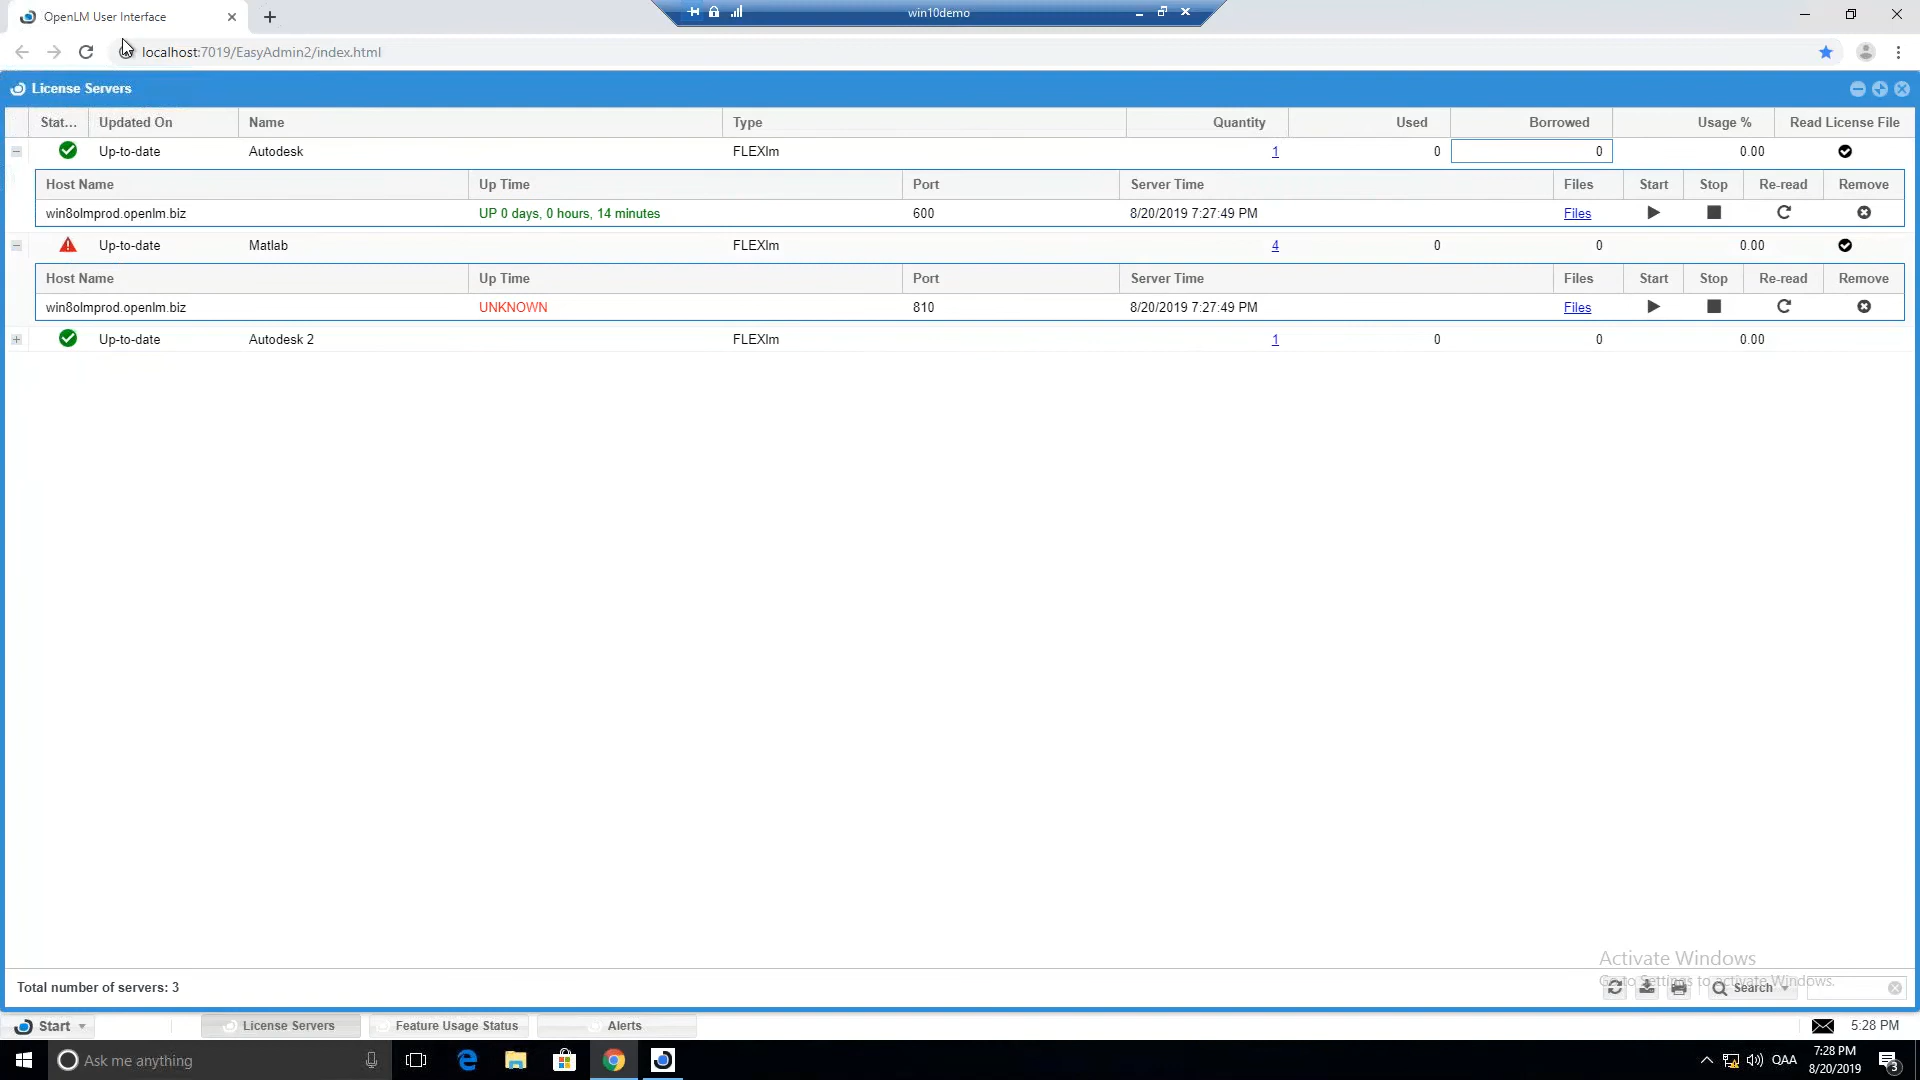 OpenLM User Interface
win10demo
localhost:7019/EasyAdmin2/index.html
License Servers
Stat... Updated On Name Type Quantity Used Borrowed Usage % Read License File
Up-to-date Autodesk FLEXlm 1 0 0 0.00
Host Name Up Time Port Server Time Files Start Stop Re-read Remove
win8olmprod.openlm.biz UP 0 days, 0 hours, 14 minutes 600 8/20/2019 7:27:49 PM Files
Up-to-date Matlab FLEXlm 4 0 0 0.00
Host Name Up Time Port Server Time Files Start Stop Re-read Remove
win8olmprod.openlm.biz UNKNOWN 810 8/20/2019 7:27:49 PM Files
Up-to-date Autodesk 2 FLEXlm 1 0 0 0.00
Activate Windows
Go to Settings to activate Windows.
Total number of servers: 3 Search
Start License Servers Feature Usage Status Alerts 5:28 PM
Ask me anything QAA 7:28 PM
8/20/2019 3